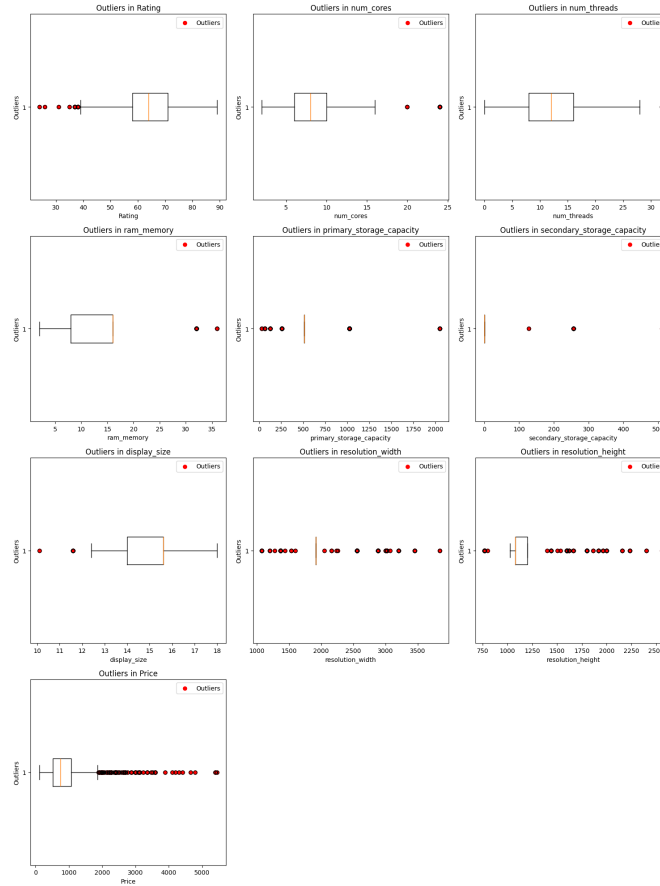 Outliers in Rating
Outliers
Outliers
1
30 40 50 60 70 80 90
Rating
Outliers in num_cores
Outliers
Outliers
1
5 10 15 20 25
num_cores
Outliers in num_threads
Outliers
Outliers
1
0 5 10 15 20 25 30
num_threads
Outliers in ram_memory
Outliers
Outliers
1
5 10 15 20 25 30 35
ram_memory
Outliers in primary_storage_capacity
Outliers
Outliers
1
0 250 500 750 1000 1250 1500 1750 2000
primary_storage_capacity
Outliers in secondary_storage_capacity
Outliers
Outliers
1
0 100 200 300 400
secondary_storage_capacity
Outliers in display_size
Outliers
Outliers
1
10 11 12 13 14 15 16 17 18
display_size
Outliers in resolution_width
Outliers
Outliers
1
1000 1500 2000 2500 3000 3500
resolution_width
Outliers in resolution_height
Outliers
Outliers
1
750 1000 1250 1500 1750 2000 2250
resolution_height
Outliers in Price
Outliers
Outliers
1
0 1000 2000 3000 4000 5000
Price